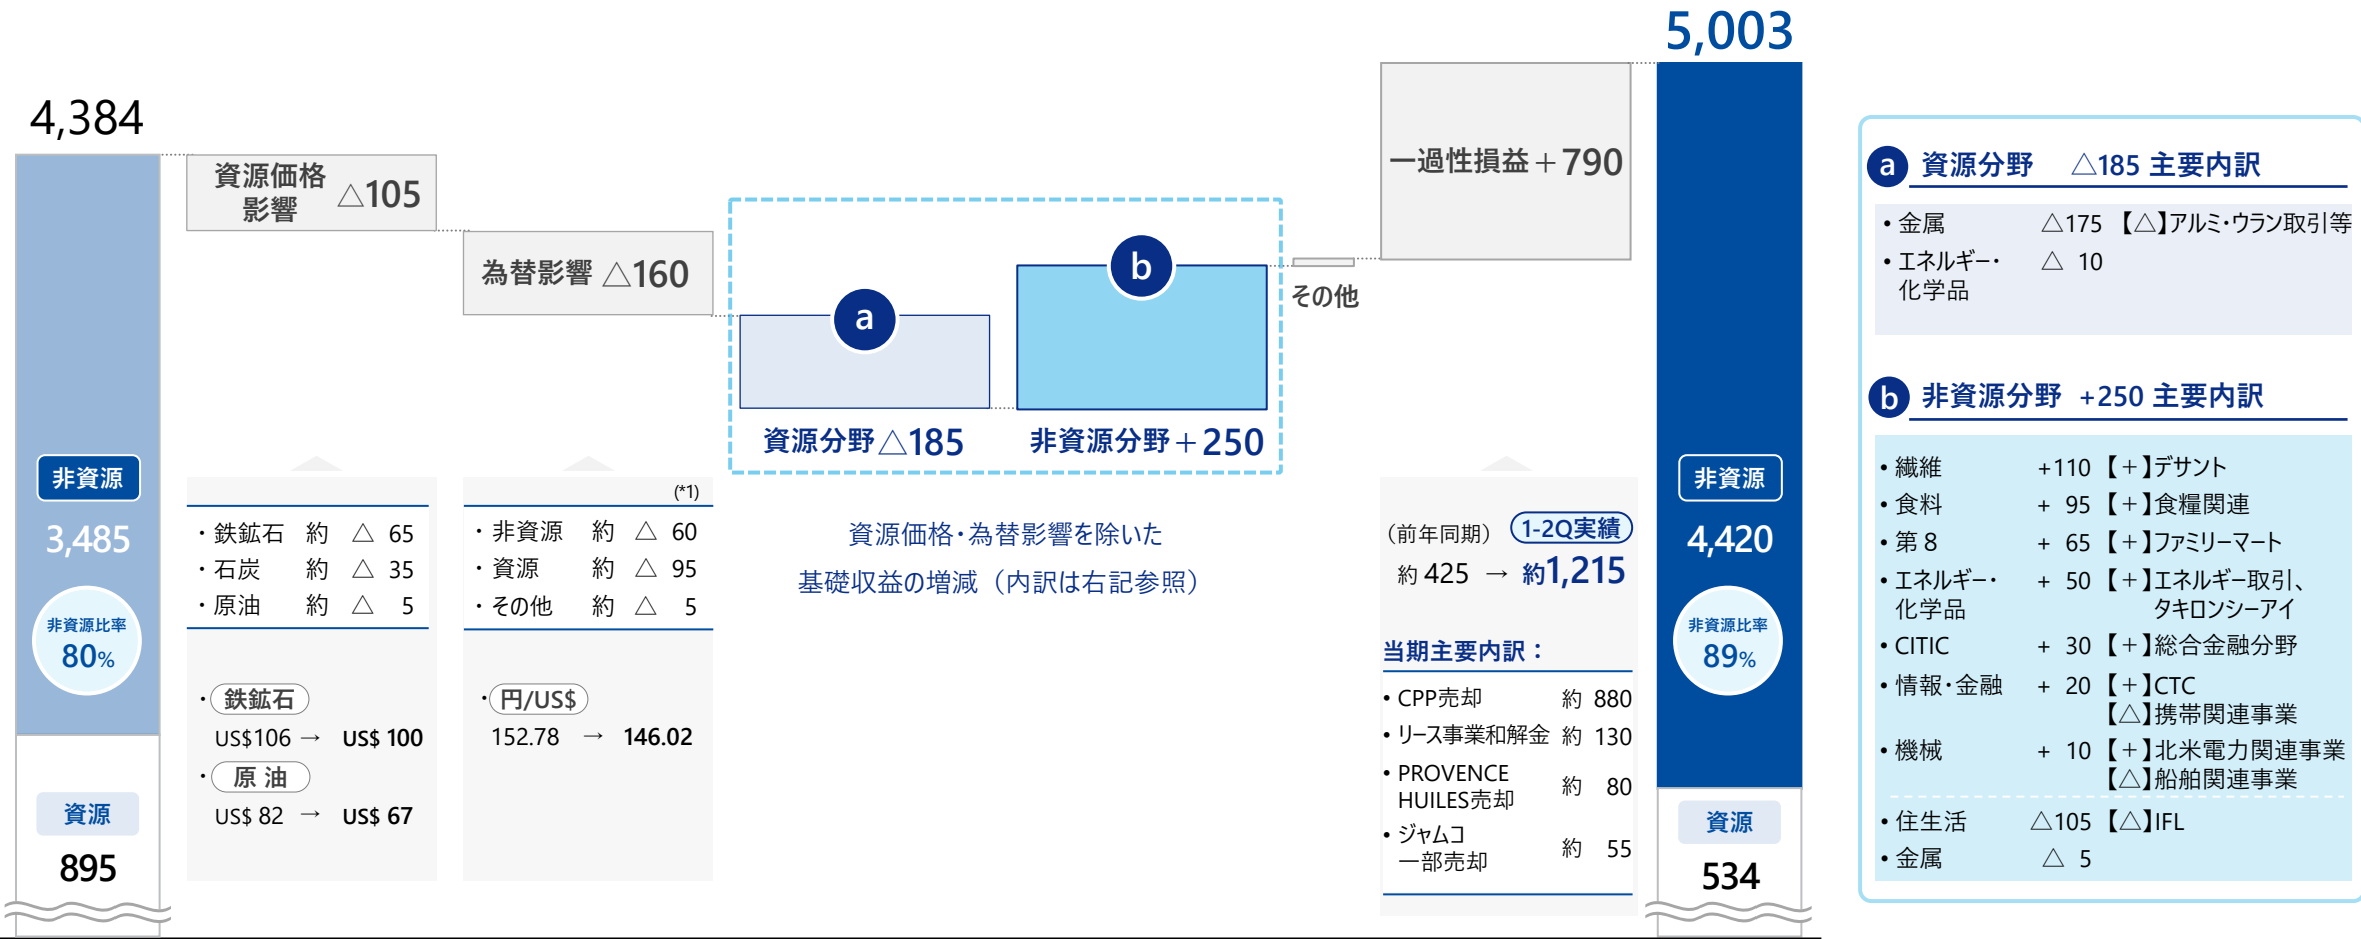 4,384
非資源
3,485
非資源比率
80%
資源
895
資源価格
影響 △105
・鉄鉱石 約 △ 65
・石炭 約 △ 35
・原油 約 △ 5
・鉄鉱石
US$106 → US$ 100
・原 油
US$ 82 → US$ 67
為替影響 △160
(*1)
・非資源 約 △ 60
・資源 約 △ 95
・その他 約 △ 5
・円/US$
152.78 → 146.02
a
資源分野△185
b
非資源分野＋250
資源価格・為替影響を除いた
基礎収益の増減（内訳は右記参照）
その他
一過性損益＋790
（前年同期） 1-2Q実績
約 425 → 約1,215
当期主要内訳：
• CPP売却 約 880
• リース事業和解金 約 130
• PROVENCE
HUILES売却 約 80
• ジャムコ
一部売却 約 55
5,003
非資源
4,420
非資源比率
89%
資源
534
a 資源分野 △185 主要内訳
• 金属 △175 【△】アルミ・ウラン取引等
• エネルギー・ △ 10
化学品
b 非資源分野 +250 主要内訳
• 繊維 +110 【＋】デサント
• 食料 + 95 【＋】食糧関連
• 第８ + 65 【＋】ファミリーマート
• エネルギー・ + 50 【＋】エネルギー取引、
化学品 タキロンシーアイ
• CITIC + 30 【＋】総合金融分野
• 情報・金融 + 20 【＋】CTC
【△】携帯関連事業
• 機械 + 10 【＋】北米電力関連事業
【△】船舶関連事業
• 住生活 △105 【△】IFL
• 金属 △ 5